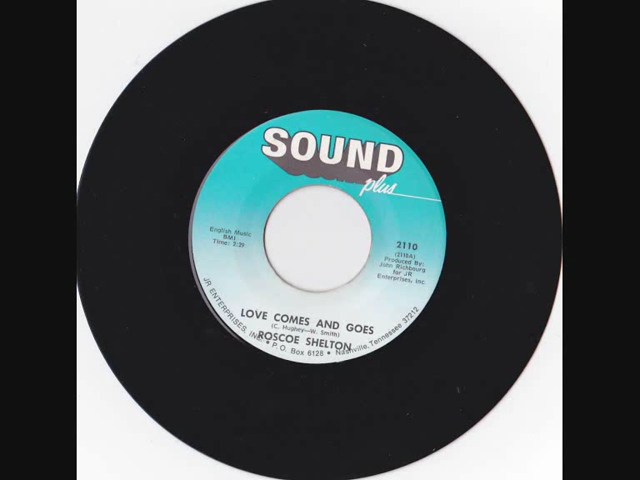 SOUND
plus
English Music
BMI
Time: 2:26
2110
(2110A)
Produced By:
John Richbourg
for JR
Enterprises, Inc.
LOVE COMES AND GOES
(C. Hughey—W. Smith)
ROSCOE SHELTON
JR ENTERPRISES, INC. • P.O. Box 6128 • Nashville, Tennessee 37212